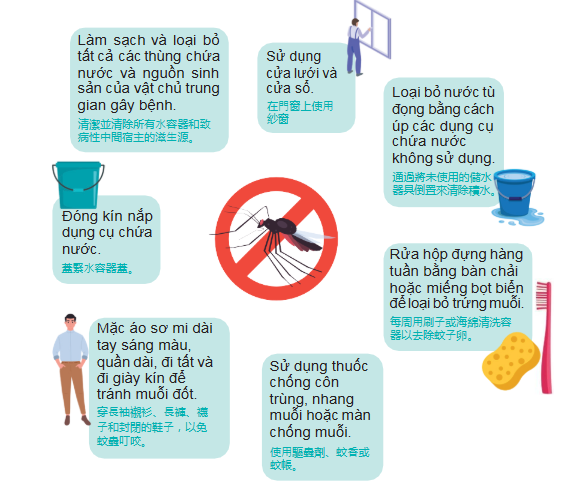 Làm sạch và loại bỏ
tất cả các thùng chứa
nước và nguồn sinh
sản của vật chủ trung
gian gây bệnh.
清潔並清除所有水容器和致
病性中間宿主的滋生源。
Sử dụng
cửa lưới và
cửa sổ.
在門窗上使用
紗窗
Loại bỏ nước tù
đọng bằng cách
úp các dụng cụ
chứa nước
không sử dụng.
通過將未使用的儲水
器具倒置來清除積水。
Đóng kín nắp
dụng cụ chứa
nước.
蓋緊水容器蓋。
Rửa hộp đựng hàng
tuần bằng bàn chải
hoặc miếng bọt biển
để loại bỏ trứng muỗi.
每周用刷子或海綿清洗容
器以去除蚊子卵。
Mặc áo sơ mi dài
tay sáng màu,
quần dài, đi tất và
đi giày kín để
tránh muỗi đốt.
穿長袖襯衫、長褲、襪
子和封閉的鞋子，以免
蚊蟲叮咬。
Sử dụng thuốc
chống côn
trùng, nhang
muỗi hoặc màn
chống muỗi.
使用驅蟲劑、蚊香或
蚊帳。